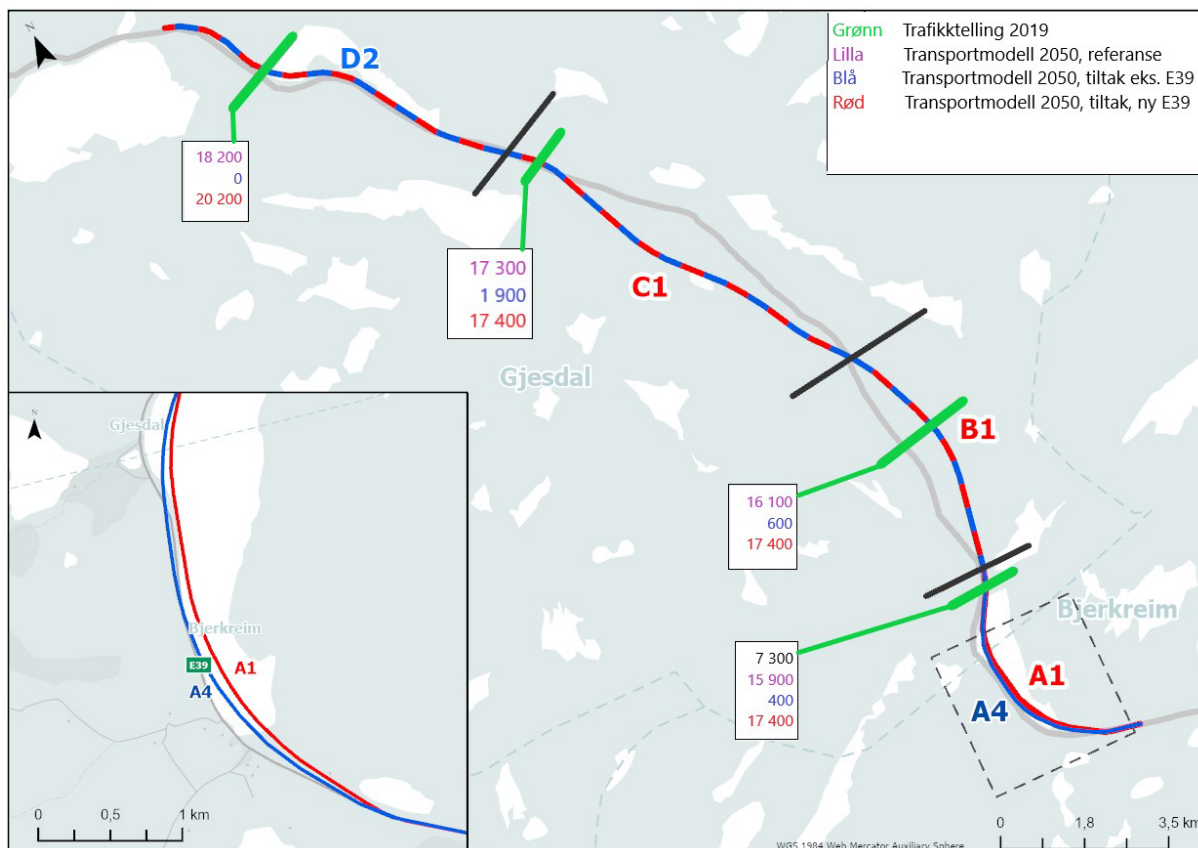 N
Grønn Trafikktelling 2019
Lilla Transportmodell 2050, referanse
Blå Transportmodell 2050, tiltak eks. E39
Rød Transportmodell 2050, tiltak, ny E39
D2
18 200
0
20 200
17 300
1 900
17 400
C1
Gjesdal
B1
16 100
600
17 400
Bjerkreim
7 300
15 900
400
17 400
A1
A4
N
Gjesdal
Bjerkreim
E39
A1
A4
0 0,5 1 km
0 1,8 3,5 km
WGS 1984 Web Mercator Auxiliary Sphere